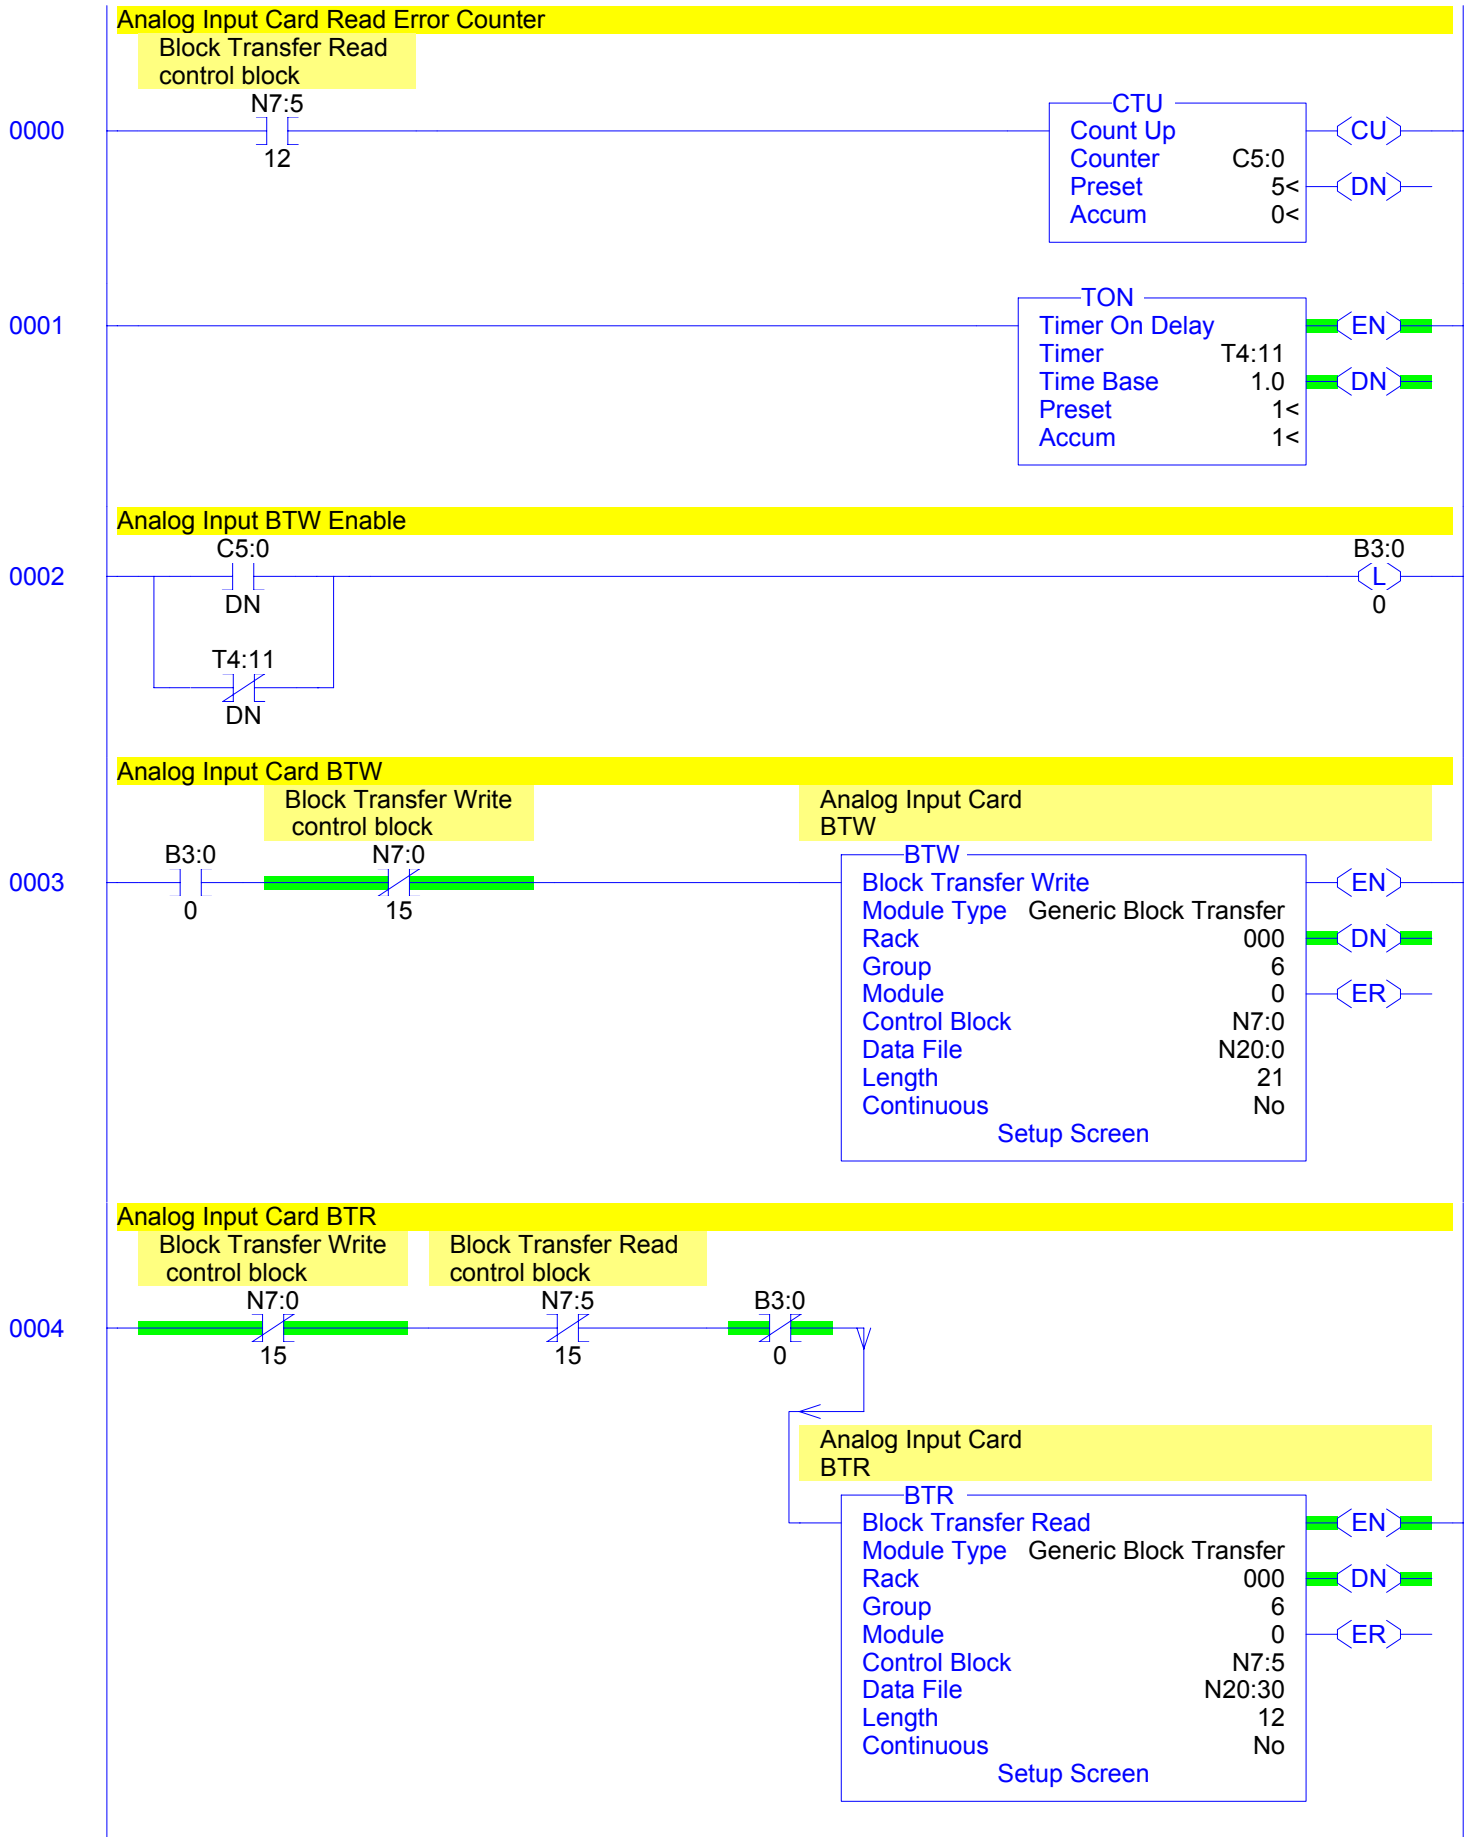 Analog Input Card Read Error Counter
Block Transfer Read
control block
N7:5
12
0000
CTU
Count Up
Counter C5:0
Preset 5<
Accum 0<
CU
DN
0001
TON
Timer On Delay
Timer T4:11
Time Base 1.0
Preset 1<
Accum 1<
EN
DN
Analog Input BTW Enable
0002
C5:0
DN
T4:11
DN
B3:0
L
0
Analog Input Card BTW
Block Transfer Write
control block
Analog Input Card
BTW
0003
B3:0
0
N7:0
15
BTW
Block Transfer Write
Module Type Generic Block Transfer
Rack 000
Group 6
Module 0
Control Block N7:0
Data File N20:0
Length 21
Continuous No
Setup Screen
EN
DN
ER
Analog Input Card BTR
Block Transfer Write
control block
Block Transfer Read
control block
0004
N7:0
15
N7:5
15
B3:0
0
Analog Input Card
BTR
BTR
Block Transfer Read
Module Type Generic Block Transfer
Rack 000
Group 6
Module 0
Control Block N7:5
Data File N20:30
Length 12
Continuous No
Setup Screen
EN
DN
ER